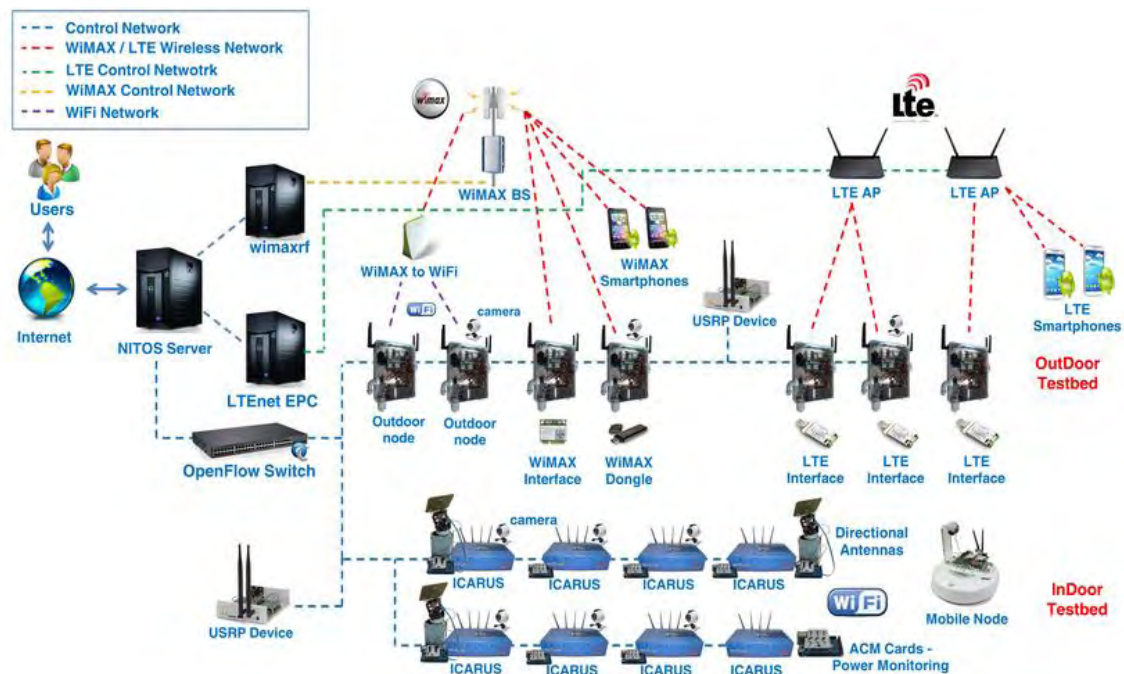 Control Network
WiMAX / LTE Wireless Network
LTE Control Networtrk
WiMAX Control Network
WiFi Network
wimax
Lte
Users
wimaxrf
WiMAX BS
LTE AP
LTE AP
WiMAX to WiFi
WiMAX
Smartphones
Internet
NITOS Server
WiFi
camera
USRP Device
LTE
Smartphones
LTEnet EPC
OutDoor
Testbed
Outdoor
node
Outdoor
node
OpenFlow Switch
WiMAX
Interface
WiMAX
Dongle
LTE
Interface
LTE
Interface
LTE
Interface
camera
Directional
Antennas
ICARUS
ICARUS
ICARUS
ICARUS
WiFi
InDoor
Testbed
USRP Device
Mobile Node
ICARUS
ICARUS
ICARUS
ICARUS
ACM Cards -
Power Monitoring